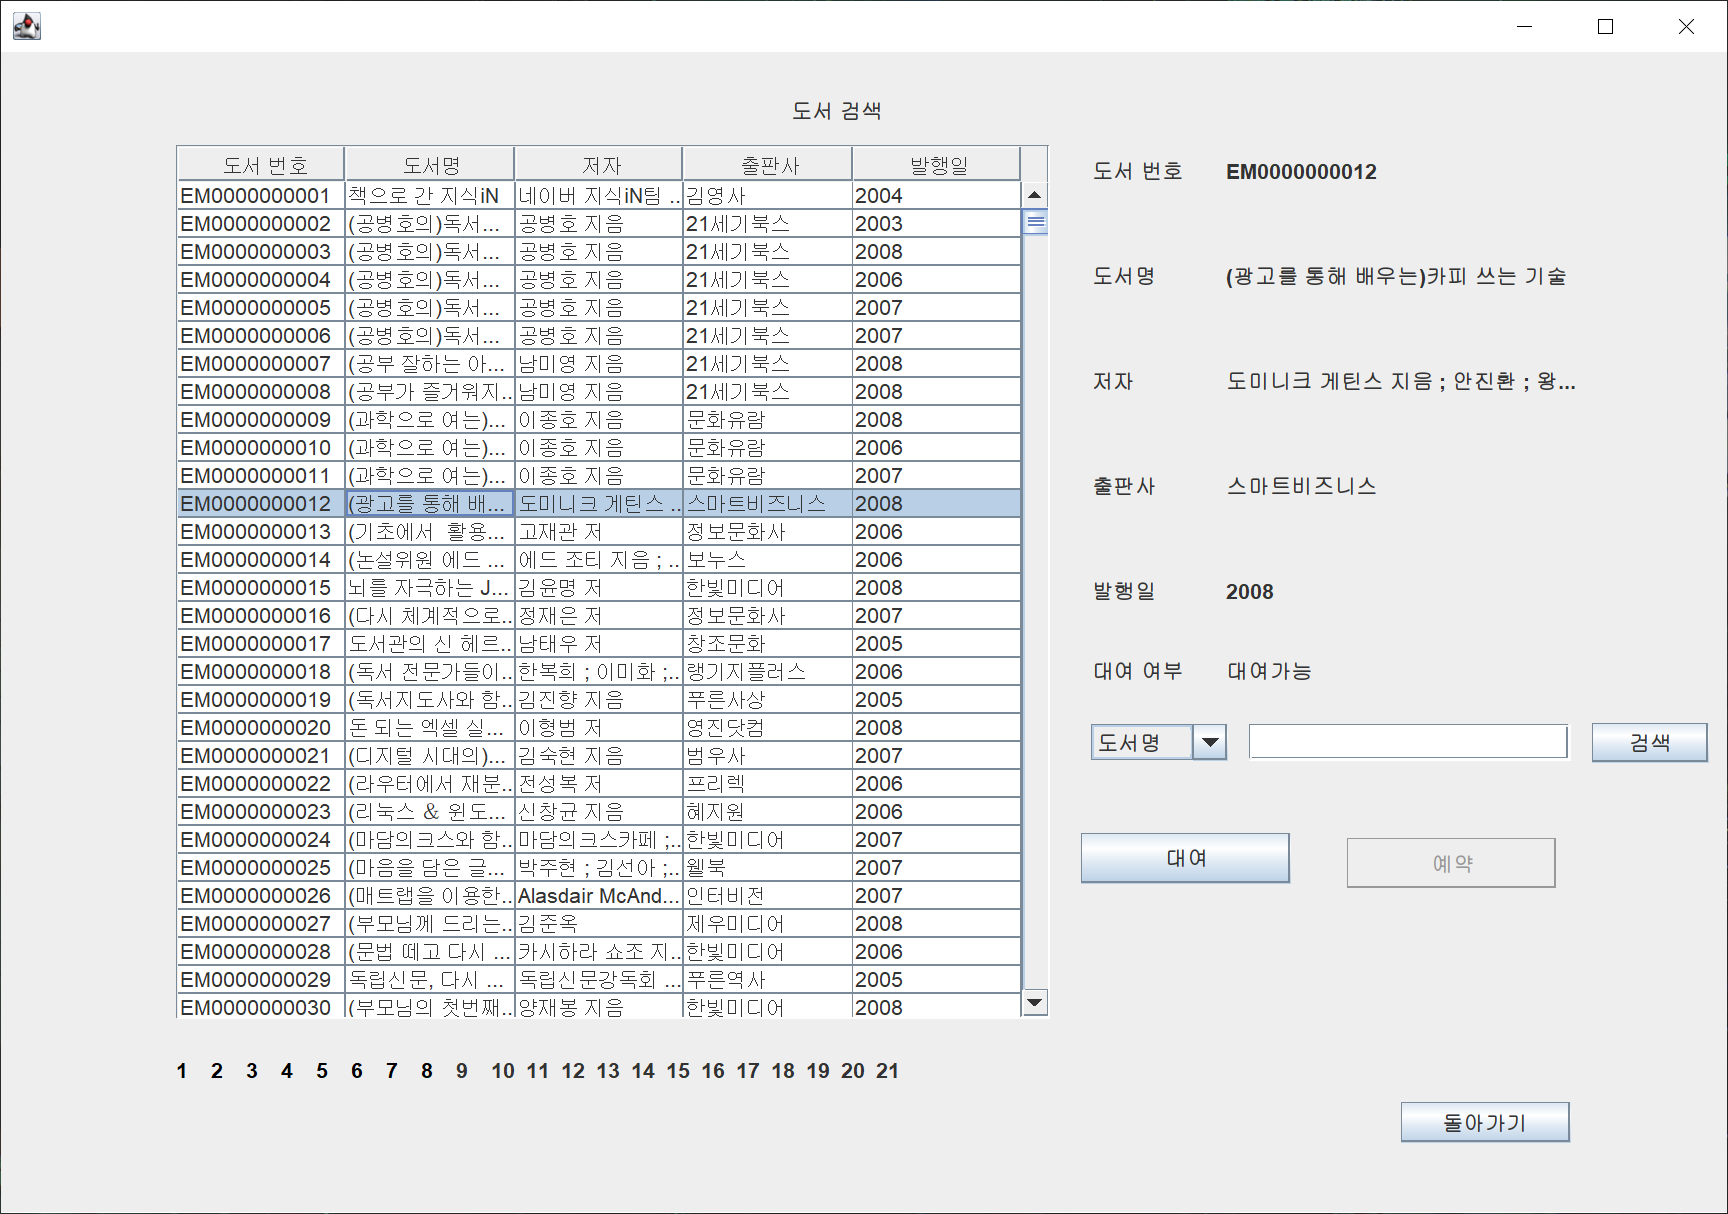 도서 검색
도서 번호 도서명 저자 출판사 발행일
EM0000000001 책으로 간 지식iN 네이버 지식iN팀 .. 김영사 2004
EM0000000002 (공병호의)독서... 공병호 지음 21세기북스 2003
EM0000000003 (공병호의)독서... 공병호 지음 21세기북스 2008
EM0000000004 (공병호의)독서... 공병호 지음 21세기북스 2006
EM0000000005 (공병호의)독서... 공병호 지음 21세기북스 2007
EM0000000006 (공병호의)독서... 공병호 지음 21세기북스 2007
EM0000000007 (공부 잘하는 아... 남미영 지음 21세기북스 2008
EM0000000008 (공부가 즐거워지.. 남미영 지음 21세기북스 2008
EM0000000009 (과학으로 여는)... 이종호 지음 문화유람 2008
EM0000000010 (과학으로 여는)... 이종호 지음 문화유람 2006
EM0000000011 (과학으로 여는)... 이종호 지음 문화유람 2007
EM0000000012 (광고를 통해 배... 도미니크 게틴스 .. 스마트비즈니스 2008
EM0000000013 (기초에서 활용... 고재관 저 정보문화사 2006
EM0000000014 (논설위원 에드 ... 에드 조티 지음 ; .. 보누스 2006
EM0000000015 뇌를 자극하는 J... 김윤명 저 한빛미디어 2008
EM0000000016 (다시 체계적으로.. 정재은 저 정보문화사 2007
EM0000000017 도서관의 신 헤르.. 남태우 저 창조문화 2005
EM0000000018 (독서 전문가들이.. 한복희 ; 이미화 ;.. 랭기지플러스 2006
EM0000000019 (독서지도사와 함.. 김진향 지음 푸른사상 2005
EM0000000020 돈 되는 엑셀 실... 이형범 저 영진닷컴 2008
EM0000000021 (디지털 시대의)... 김숙현 지음 범우사 2007
EM0000000022 (라우터에서 재분.. 전성복 저 프리렉 2006
EM0000000023 (리눅스 & 윈도... 신창균 지음 혜지원 2006
EM0000000024 (마담의크스와 함.. 마담의크스카페 ;.. 한빛미디어 2007
EM0000000025 (마음을 담은 글... 박주현 ; 김선아 ;.. 웰북 2007
EM0000000026 (매트랩을 이용한.. Alasdair McAnd... 인터비전 2007
EM0000000027 (부모님께 드리는.. 김준옥 제우미디어 2008
EM0000000028 (문법 떼고 다시 ... 카시하라 쇼조 지.. 한빛미디어 2006
EM0000000029 독립신문, 다시 ... 독립신문강독회 ... 푸른역사 2005
EM0000000030 (부모님의 첫번째.. 양재봉 지음 한빛미디어 2008
1 2 3 4 5 6 7 8 9 10 11 12 13 14 15 16 17 18 19 20 21
도서 번호 EM0000000012
도서명 (광고를 통해 배우는)카피 쓰는 기술
저자 도미니크 게틴스 지음 ; 안진환 ; 왕...
출판사 스마트비즈니스
발행일 2008
대여 여부 대여가능
도서명 검색
대여 예약
돌아가기